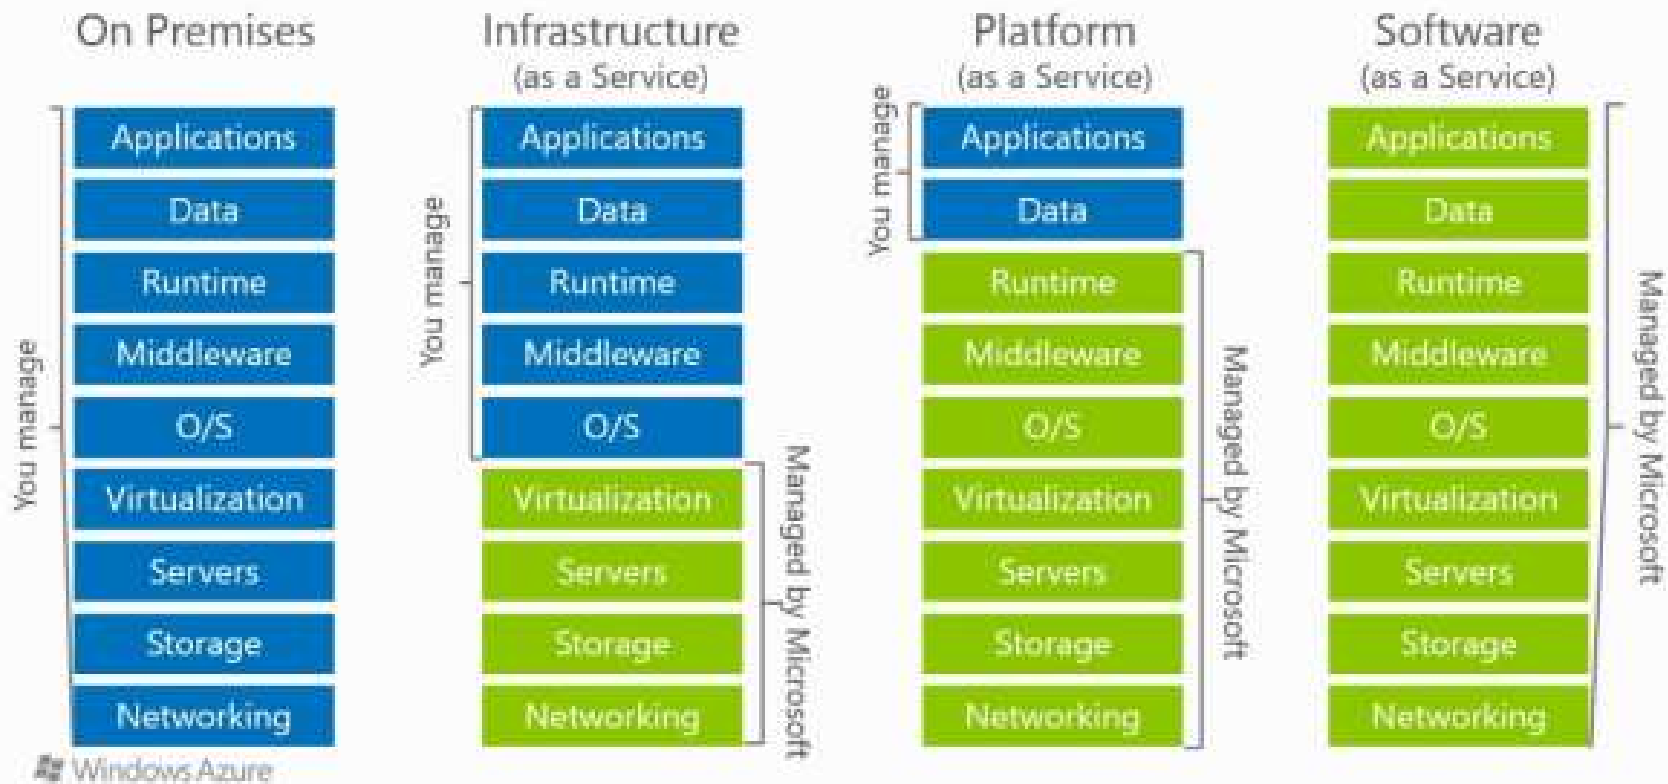 On Premises
You manage
Applications
Data
Runtime
Middleware
O/S
Virtualization
Servers
Storage
Networking
Infrastructure
(as a Service)
You manage
Applications
Data
Runtime
Middleware
O/S
Virtualization
Servers
Storage
Networking
Managed by Microsoft
Platform
(as a Service)
You manage
Applications
Data
Runtime
Middleware
O/S
Virtualization
Servers
Storage
Networking
Managed by Microsoft
Software
(as a Service)
Applications
Data
Runtime
Middleware
O/S
Virtualization
Servers
Storage
Networking
Managed by Microsoft
Windows Azure